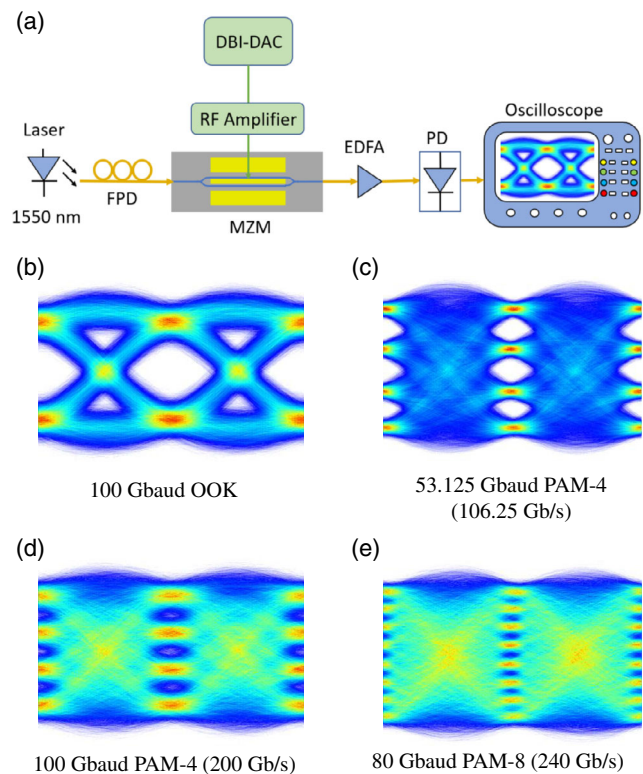 (a)
DBI-DAC
RF Amplifier
Oscilloscope
Laser
EDFA
PD
FPD
1550 nm
MZM
(b)
(c)
100 Gbaud OOK
53.125 Gbaud PAM-4
(106.25 Gb/s)
(d)
(e)
100 Gbaud PAM-4 (200 Gb/s)
80 Gbaud PAM-8 (240 Gb/s)